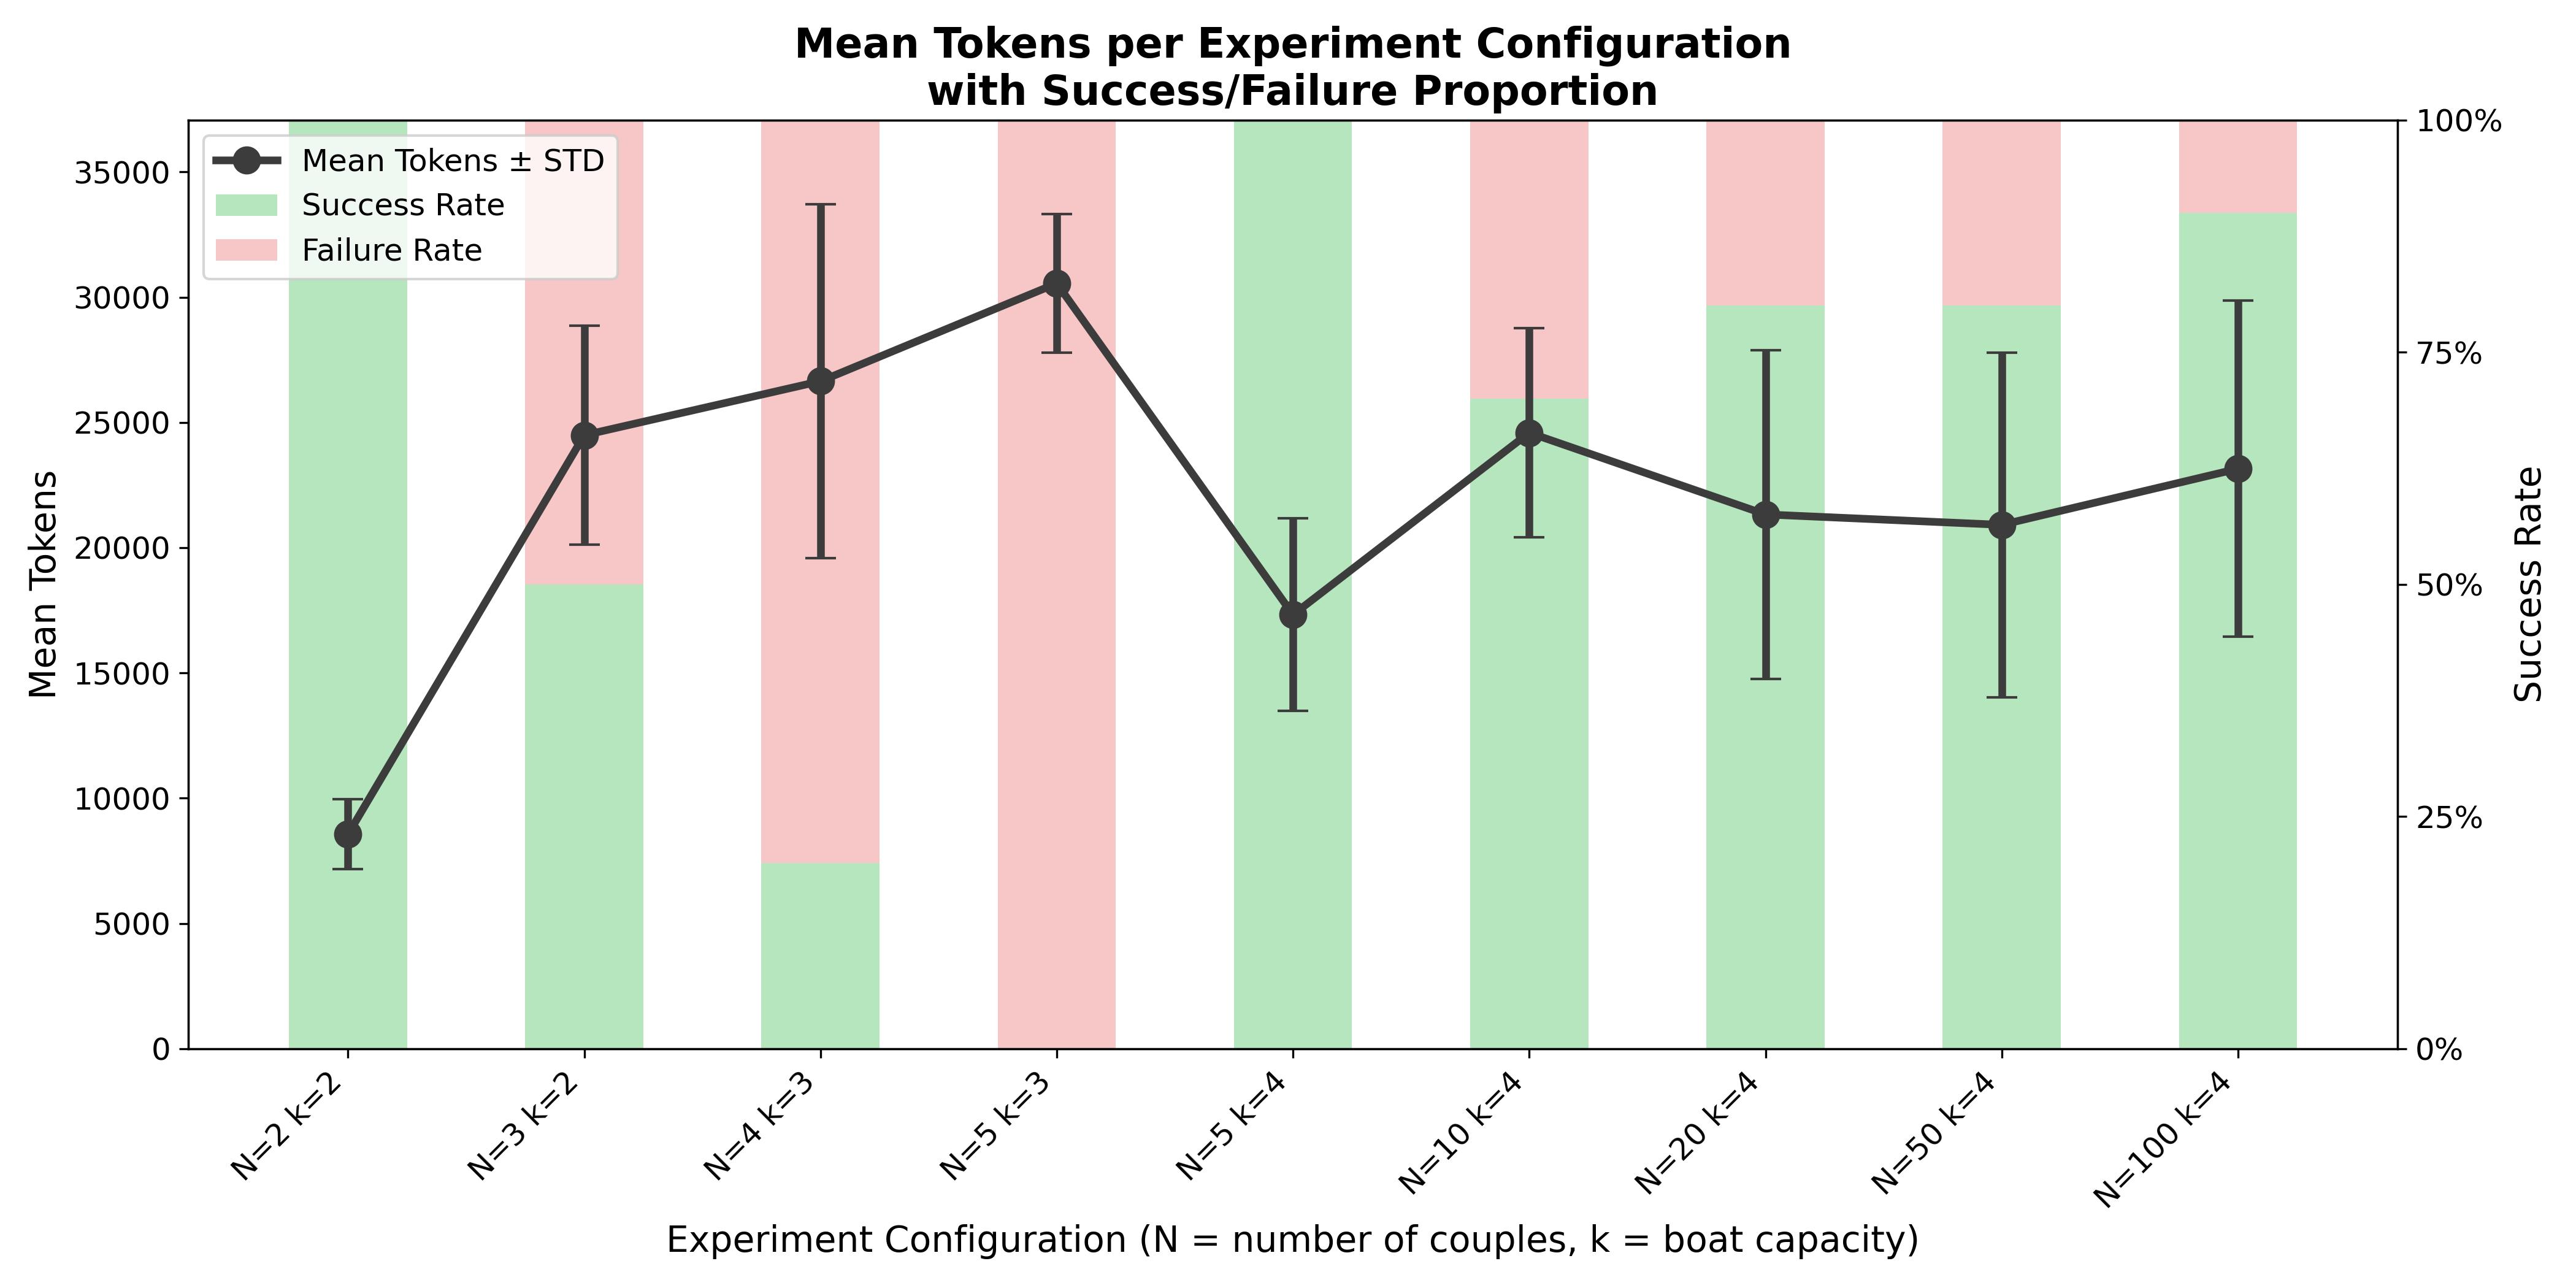 Mean Tokens per Experiment Configuration
with Success/Failure Proportion
Mean Tokens ± STD
Success Rate
Failure Rate
35000
30000
25000
20000
15000
10000
5000
0
Mean Tokens
100%
75%
50%
25%
0%
Success Rate
N=2 k=2
N=3 k=2
N=4 k=3
N=5 k=3
N=5 k=4
N=10 k=4
N=20 k=4
N=50 k=4
N=100 k=4
Experiment Configuration (N = number of couples, k = boat capacity)